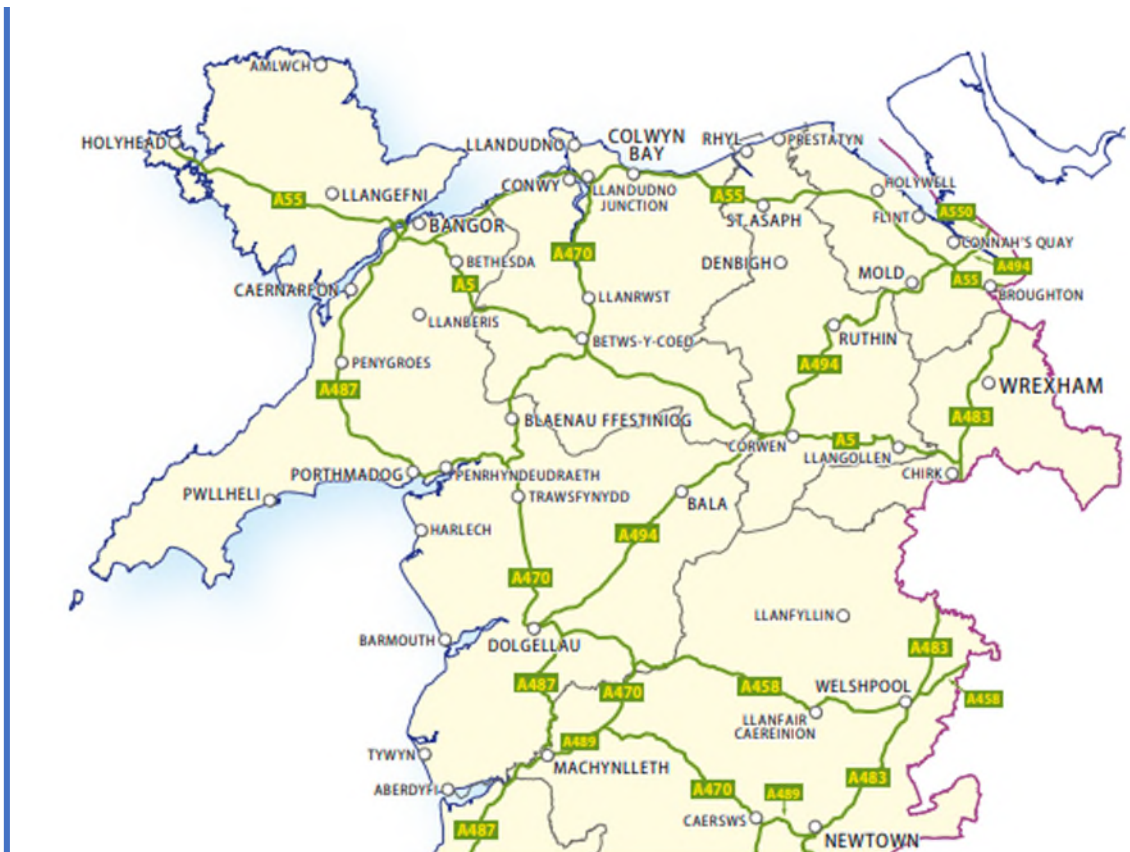 AMLWCH
HOLYHEAD
LLANDUDNO
COLWYN
BAY
RHYL
PRESTATYN
CONWY
LLANDUDNO
JUNCTION
HOLYWELL
A55
LLANGEFNI
A55
ST.ASAPH
FLINT
A550
BANGOR
CONNAH'S QUAY
A470
BETHESDA
DENBIGH
MOLD
A494
A55
A5
CAERNARFON
LLANRWST
BROUGHTON
LLANBERIS
BETWS-Y-COED
RUTHIN
PENYGROES
A494
A487
WREXHAM
A483
BLAENAU FFESTINIOG
CORWEN
A5
LLANGOLLEN
PORTHMADOG
PENRHYNDEUDRAETH
CHIRK
PWLLHELI
TRAWSFYNYDD
BALA
HARLECH
A494
A470
LLANFYLLIN
BARMOUTH
DOLGELLAU
A483
A487
A470
A458
WELSHPOOL
A458
LLANFAIR
CAEREINION
A489
TYWYN
MACHYNLLETH
A483
ABERDYFI
A470
A489
CAERSWS
A487
NEWTOWN